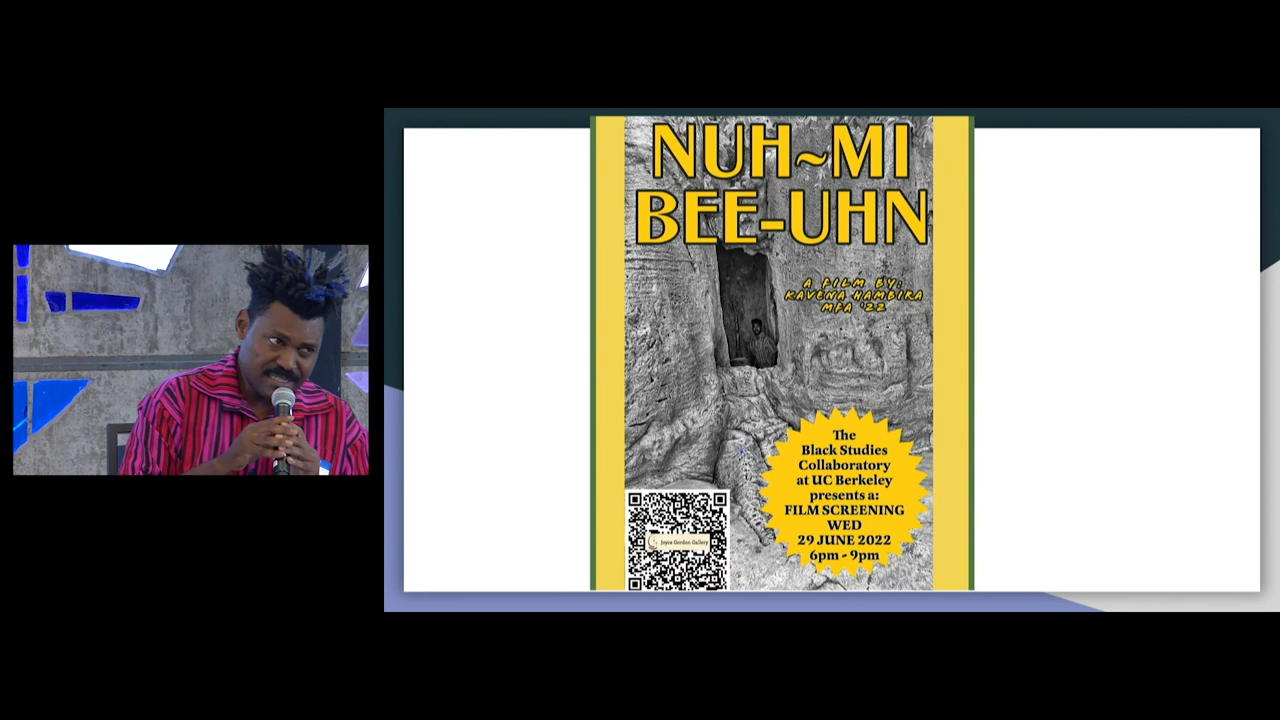 NUH~MI
BEE-UHN
A FILM BY:
KAVENA HAMBIRA
MFA '22
The
Black Studies
Collaboratory
at UC Berkeley
presents a:
FILM SCREENING
WED
29 JUNE 2022
6pm - 9pm
Joyce Gordon Gallery